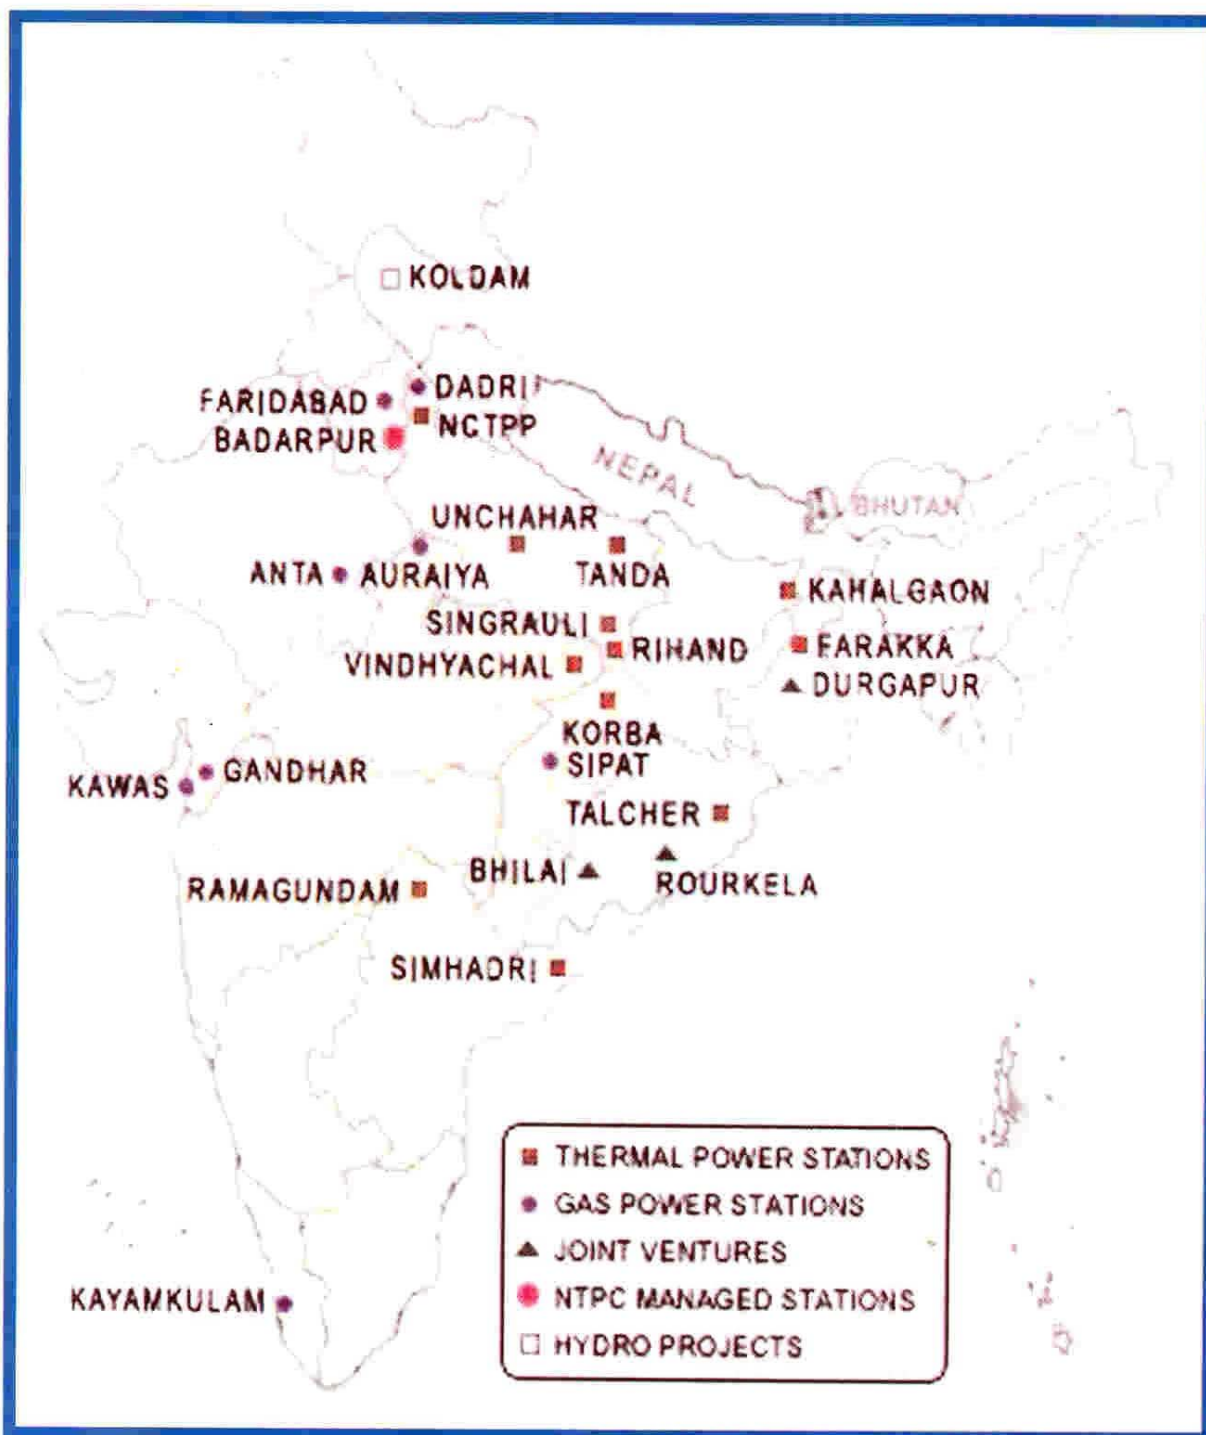 KOLDAM
DADRI
FARIDABAD
NCTPP
BADARPUR
NEPAL
BHUTAN
UNCHAHAR
ANTA
AURAIYA
TANDA
KAHALGAON
SINGRAULI
RIHAND
FARAKKA
VINDHYACHAL
DURGAPUR
KORBA
SIPAT
GANDHAR
KAWAS
TALCHER
BHILAI
ROURKELA
RAMAGUNDAM
SIMHADRI
THERMAL POWER STATIONS
GAS POWER STATIONS
JOINT VENTURES
NTPC MANAGED STATIONS
HYDRO PROJECTS
KAYAMKULAM